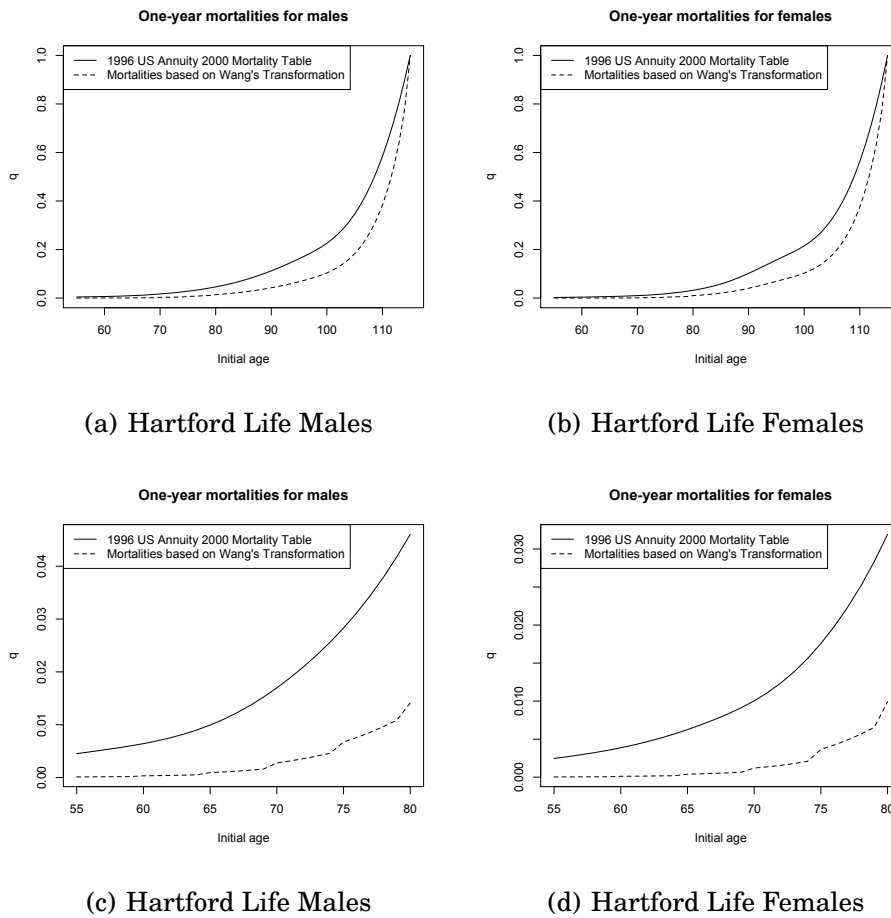 One-year mortalities for males
1996 US Annuity 2000 Mortality Table
Mortalities based on Wang's Transformation
q
0.0 0.2 0.4 0.6 0.8 1.0
60 70 80 90 100 110
Initial age
(a) Hartford Life Males
One-year mortalities for females
1996 US Annuity 2000 Mortality Table
Mortalities based on Wang's Transformation
q
0.0 0.2 0.4 0.6 0.8 1.0
60 70 80 90 100 110
Initial age
(b) Hartford Life Females
One-year mortalities for males
1996 US Annuity 2000 Mortality Table
Mortalities based on Wang's Transformation
q
0.00 0.01 0.02 0.03 0.04
55 60 65 70 75 80
Initial age
(c) Hartford Life Males
One-year mortalities for females
1996 US Annuity 2000 Mortality Table
Mortalities based on Wang's Transformation
q
0.000 0.010 0.020 0.030
55 60 65 70 75 80
Initial age
(d) Hartford Life Females